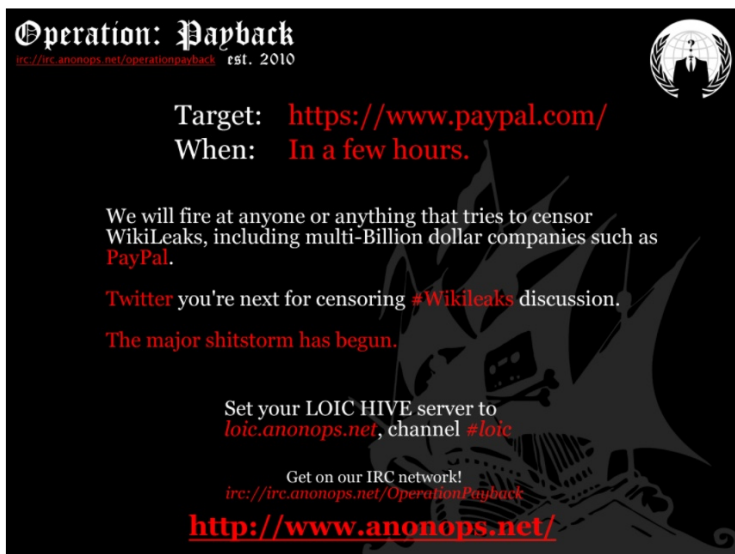 Operation: Payback
irc://irc.anonops.net/operationpayback est. 2010
?
Target: https://www.paypal.com/
When: In a few hours.
We will fire at anyone or anything that tries to censor
WikiLeaks, including multi-Billion dollar companies such as
PayPal.
Twitter you're next for censoring #Wikileaks discussion.
The major shitstorm has begun.
Set your LOIC HIVE server to
loic.anonops.net, channel #loic
Get on our IRC network!
irc://irc.anonops.net/OperationPayback
http://www.anonops.net/